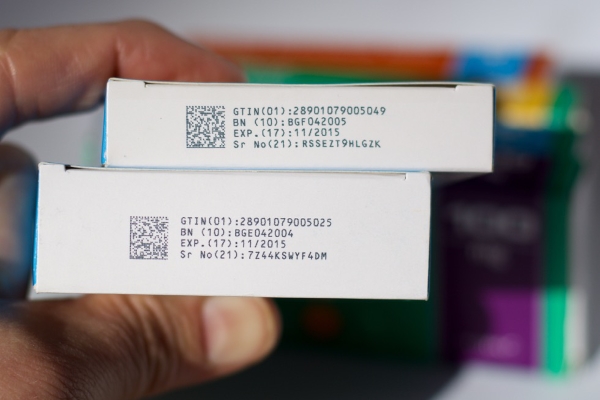 GTIN(01):28901079005049
BN (10):BGF042005
EXP.(17):11/2015
Sr No(21):RSSEZT9HLGZK
GTIN(01):28901079005025
BN (10):BGE042004
EXP.(17):11/2015
Sr No(21):7Z44KSWYF4DM